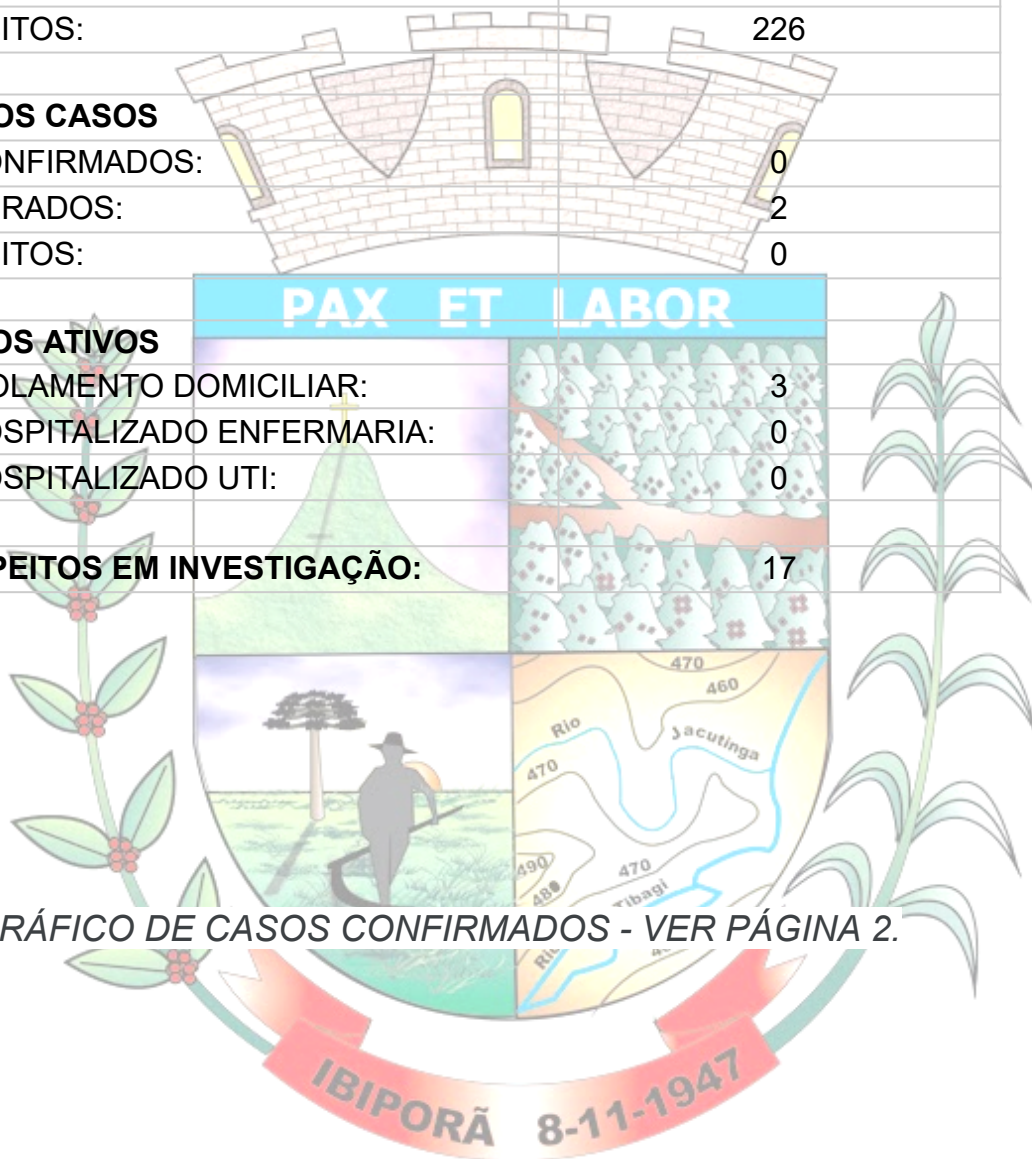 ITOS: 226
OS CASOS
ONFIRMADOS: 0
RADOS: 2
ITOS: 0
PAX ET LABOR
OS ATIVOS
OLAMENTO DOMICILIAR: 3
OSPITALIZADO ENFERMARIA: 0
OSPITALIZADO UTI: 0
PEITOS EM INVESTIGAÇÃO: 17
470
460
Rio Jacutinga
470
490
470
480
Tibagi
RÁFICO DE CASOS CONFIRMADOS - VER PÁGINA 2.
IBIPORÃ 8-11-1947